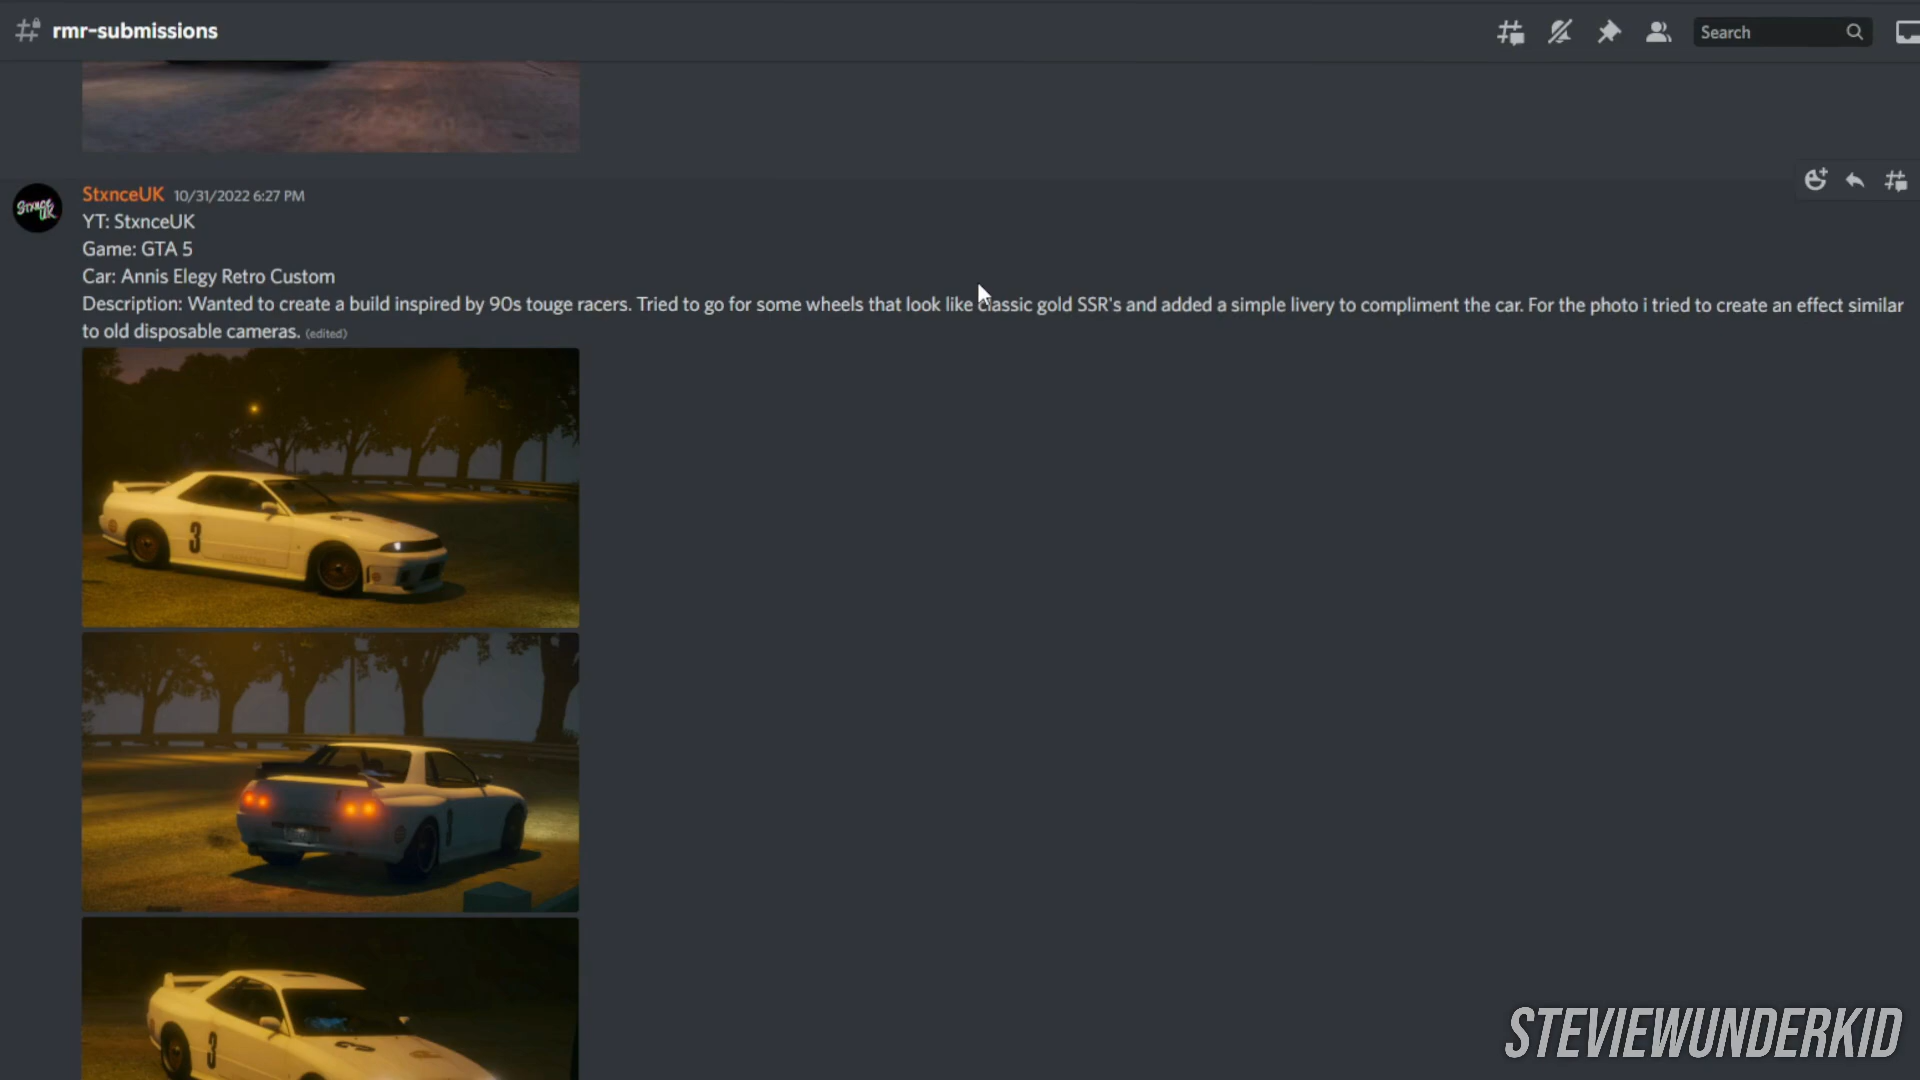 rmr-submissions
Search
StxnceUK 10/31/2022 6:27 PM
YT: StxnceUK
Game: GTA 5
Car: Annis Elegy Retro Custom
Description: Wanted to create a build inspired by 90s touge racers. Tried to go for some wheels that look like classic gold SSR's and added a simple livery to compliment the car. For the photo i tried to create an effect similar
to old disposable cameras. (edited)
3
3
3
STEVIEWUNDERKID